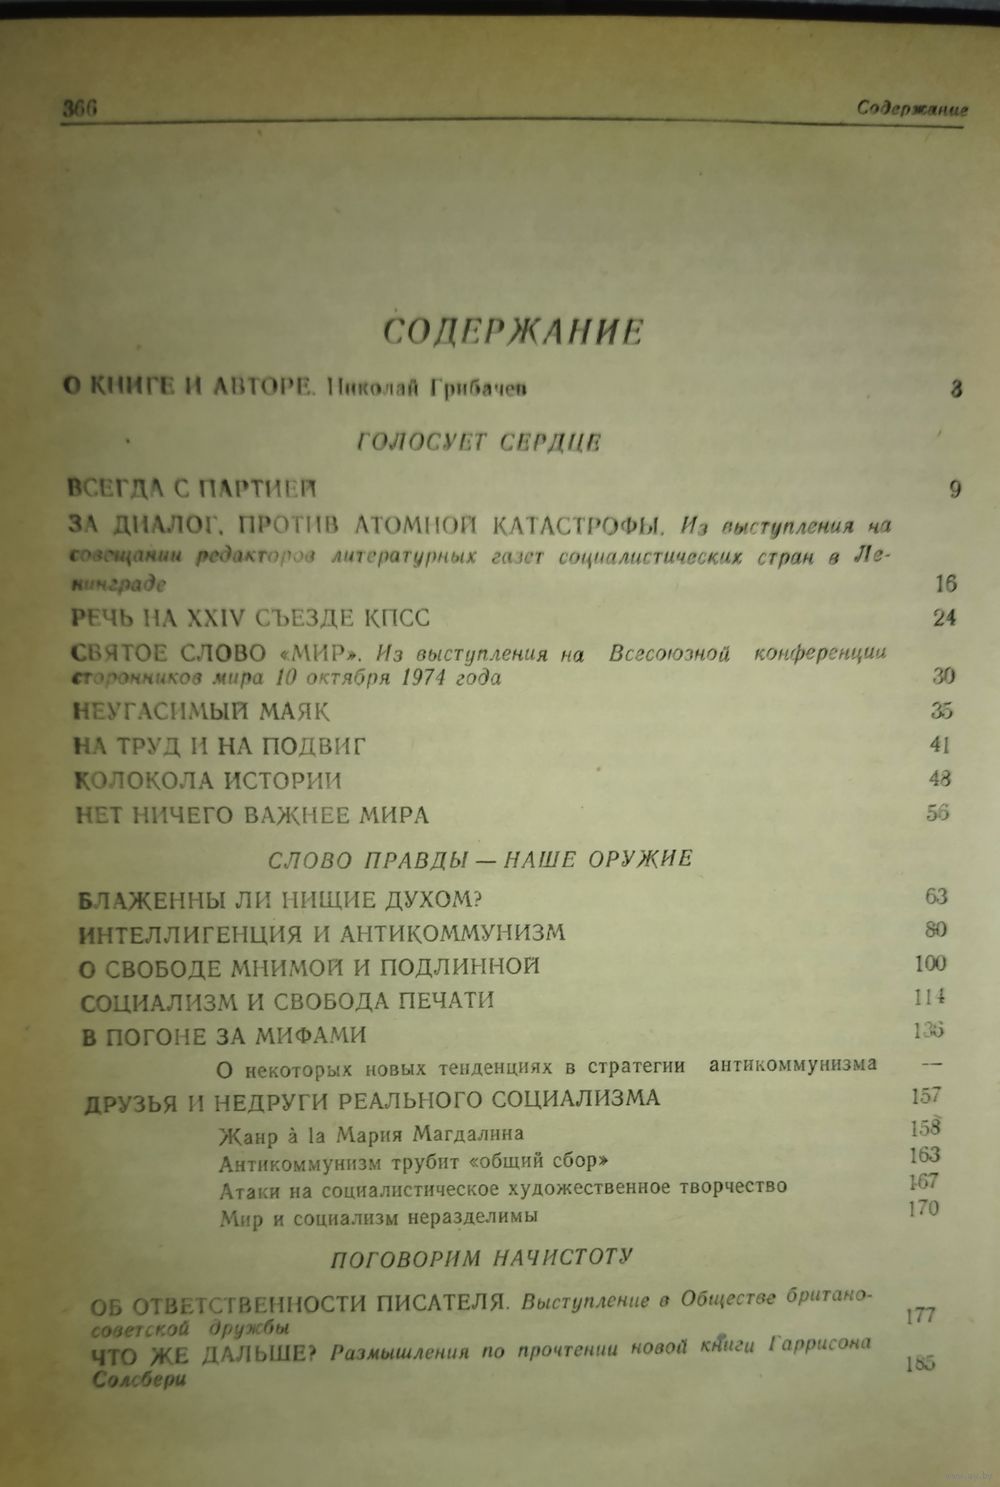 366 Содержание
СОДЕРЖАНИЕ
О КНИГЕ И АВТОРЕ. Николай Грибачев 3
ГОЛОСУЕТ СЕРДЦЕ
ВСЕГДА С ПАРТИЕЙ 9
ЗА ДИАЛОГ, ПРОТИВ АТОМНОЙ КАТАСТРОФЫ. Из выступления на
совещании редакторов литературных газет социалистических стран в Ле-
нинграде 16
РЕЧЬ НА XXIV СЪЕЗДЕ КПСС 24
СВЯТОЕ СЛОВО «МИР». Из выступления на Всесоюзной конференции
сторонников мира 10 октября 1974 года 30
НЕУГАСИМЫЙ МАЯК 35
НА ТРУД И НА ПОДВИГ 41
КОЛОКОЛА ИСТОРИИ 48
НЕТ НИЧЕГО ВАЖНЕЕ МИРА 56
СЛОВО ПРАВДЫ — НАШЕ ОРУЖИЕ
БЛАЖЕННЫ ЛИ НИЩИЕ ДУХОМ? 63
ИНТЕЛЛИГЕНЦИЯ И АНТИКОММУНИЗМ 80
О СВОБОДЕ МНИМОЙ И ПОДЛИННОЙ 100
СОЦИАЛИЗМ И СВОБОДА ПЕЧАТИ 114
В ПОГОНЕ ЗА МИФАМИ 136
О некоторых новых тенденциях в стратегии антикоммунизма —
ДРУЗЬЯ И НЕДРУГИ РЕАЛЬНОГО СОЦИАЛИЗМА 157
Жанр à la Мария Магдалина 158
Антикоммунизм трубит «общий сбор» 163
Атаки на социалистическое художественное творчество 167
Мир и социализм неразделимы 170
ПОГОВОРИМ НАЧИСТОТУ
ОБ ОТВЕТСТВЕННОСТИ ПИСАТЕЛЯ. Выступление в Обществе британо-
советской дружбы 177
ЧТО ЖЕ ДАЛЬШЕ? Размышления по прочтении новой книги Гаррисона
Солсбери 185
www.ay.by